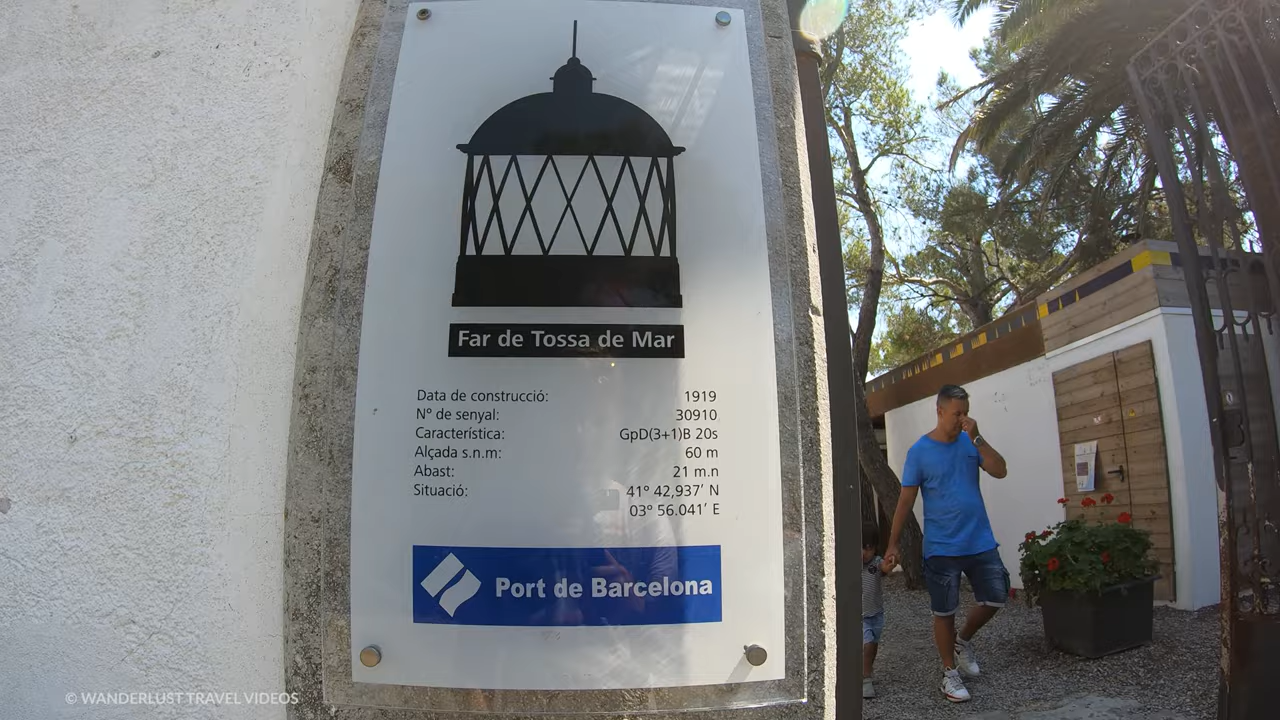 Far de Tossa de Mar
Data de construcció: 1919
Nº de senyal: 30910
Característica: GpD(3+1)B 20s
Alçada s.n.m: 60 m
Abast: 21 m.n
Situació: 41° 42,937′ N
03° 56.041′ E
Port de Barcelona
© WANDERLUST TRAVEL VIDEOS